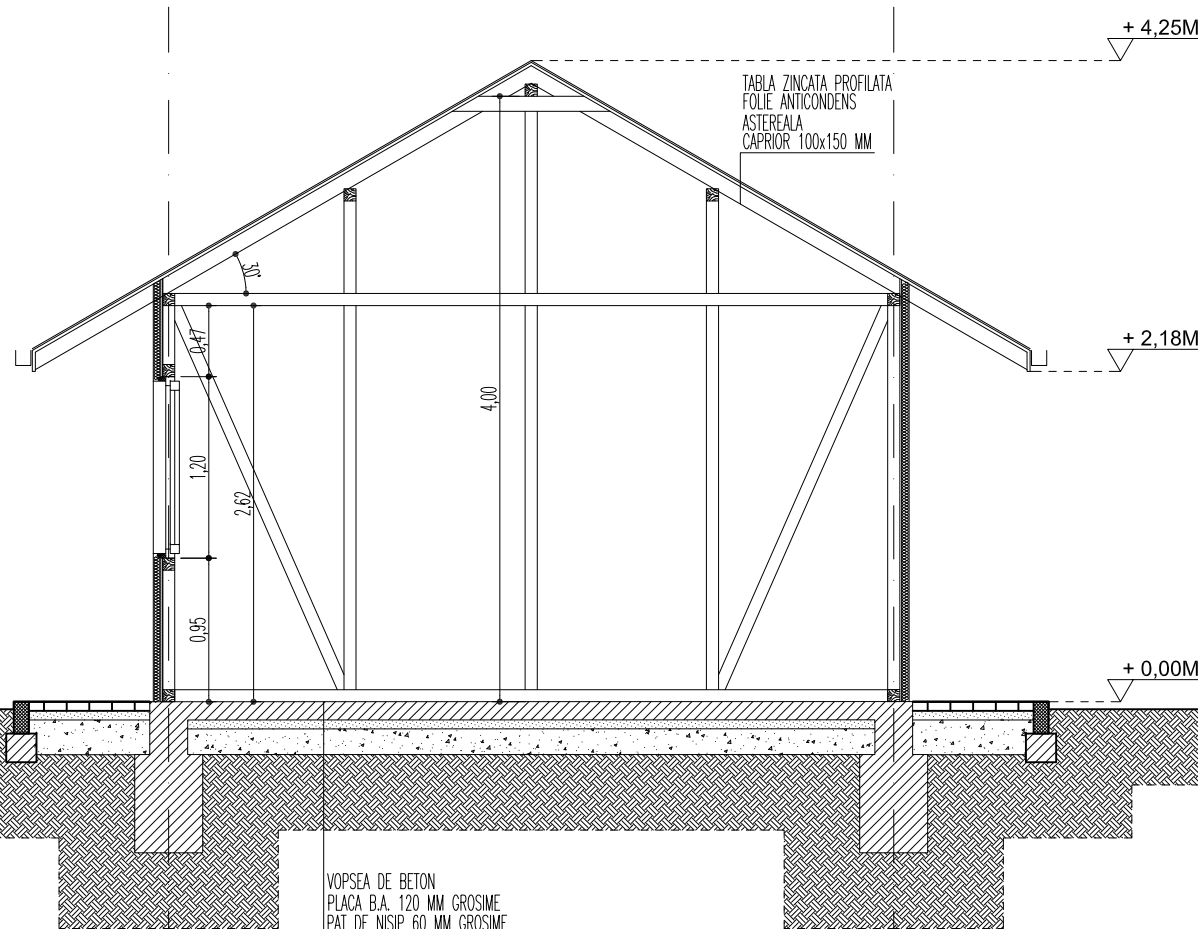 + 4,25M
TABLA ZINCATA PROFILATA
FOLIE ANTICONDENS
ASTEREALA
CAPRIOR 100x150 MM
30°
+ 2,18M
0,47
4,00
1,20
2,62
0,95
+ 0,00M
VOPSEA DE BETON
PLACA B.A. 120 MM GROSIME
PAT DE NISIP 60 MM GROSIME